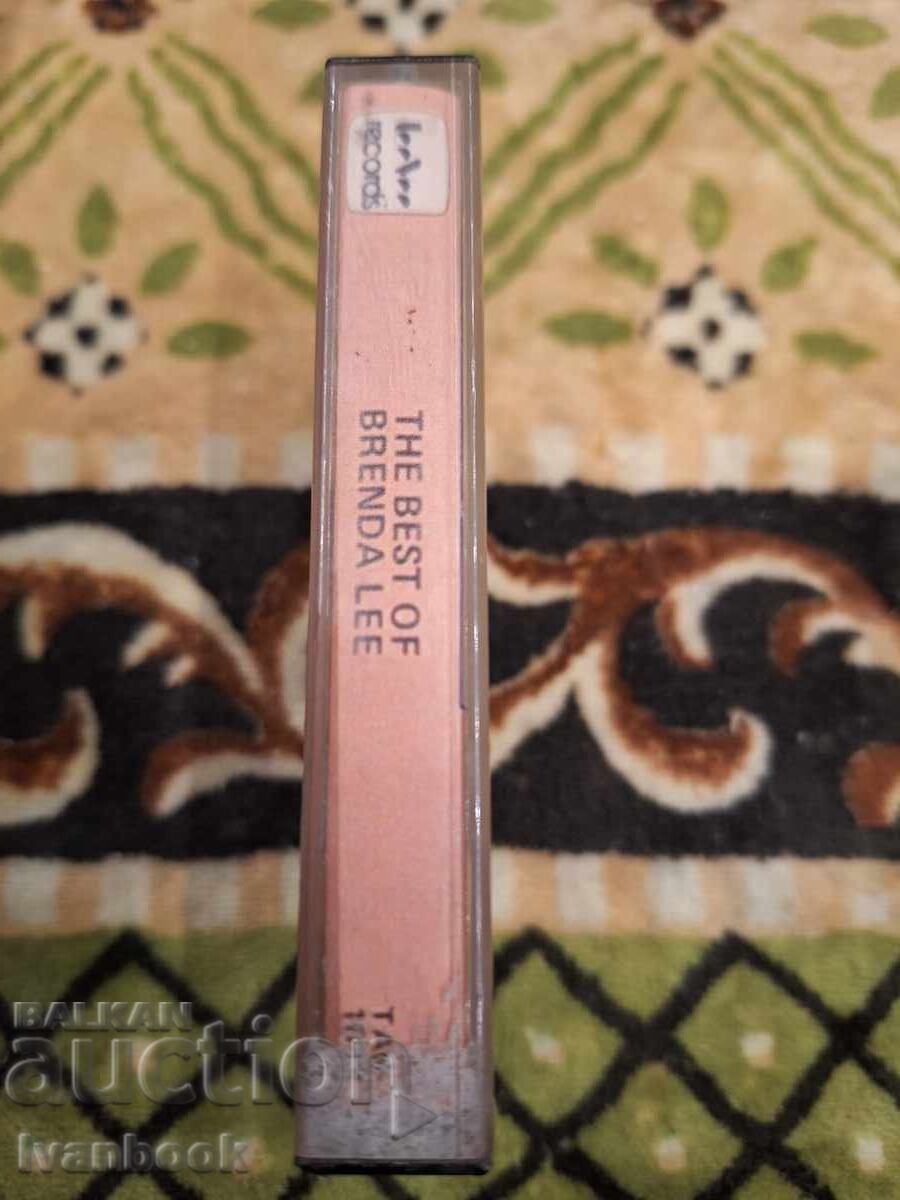 records
THE BEST OF
BRENDA LEE
BALKAN
auction
Ivanbook